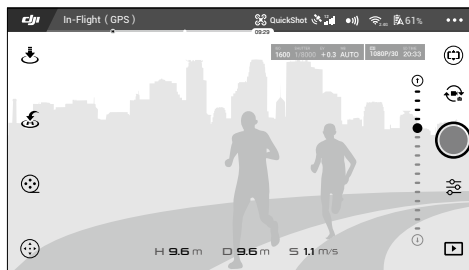 dji In-Flight (GPS) QuickShot 61%
09:29
1600 1/8000 +0.3 AUTO 1080P/30 20:33
H 9.6 m D 9.6 m S 1.1 m/s